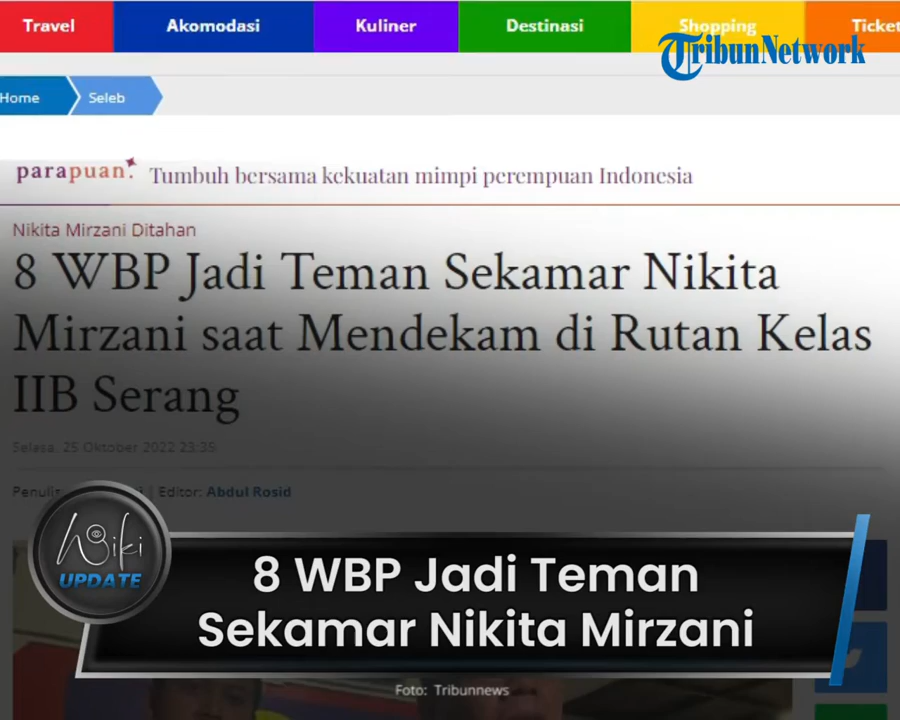 Travel Akomodasi Kuliner Destinasi Shopping Ticket
TribunNetwork
Home Seleb
parapuan. Tumbuh bersama kekuatan mimpi perempuan Indonesia
Nikita Mirzani Ditahan
8 WBP Jadi Teman Sekamar Nikita
Mirzani saat Mendekam di Rutan Kelas
IIB Serang
Selasa, 25 Oktober 2022 23:35
| Editor: Abdul Rosid
Wiki
UPDATE
8 WBP Jadi Teman
Sekamar Nikita Mirzani
Foto: Tribunnews